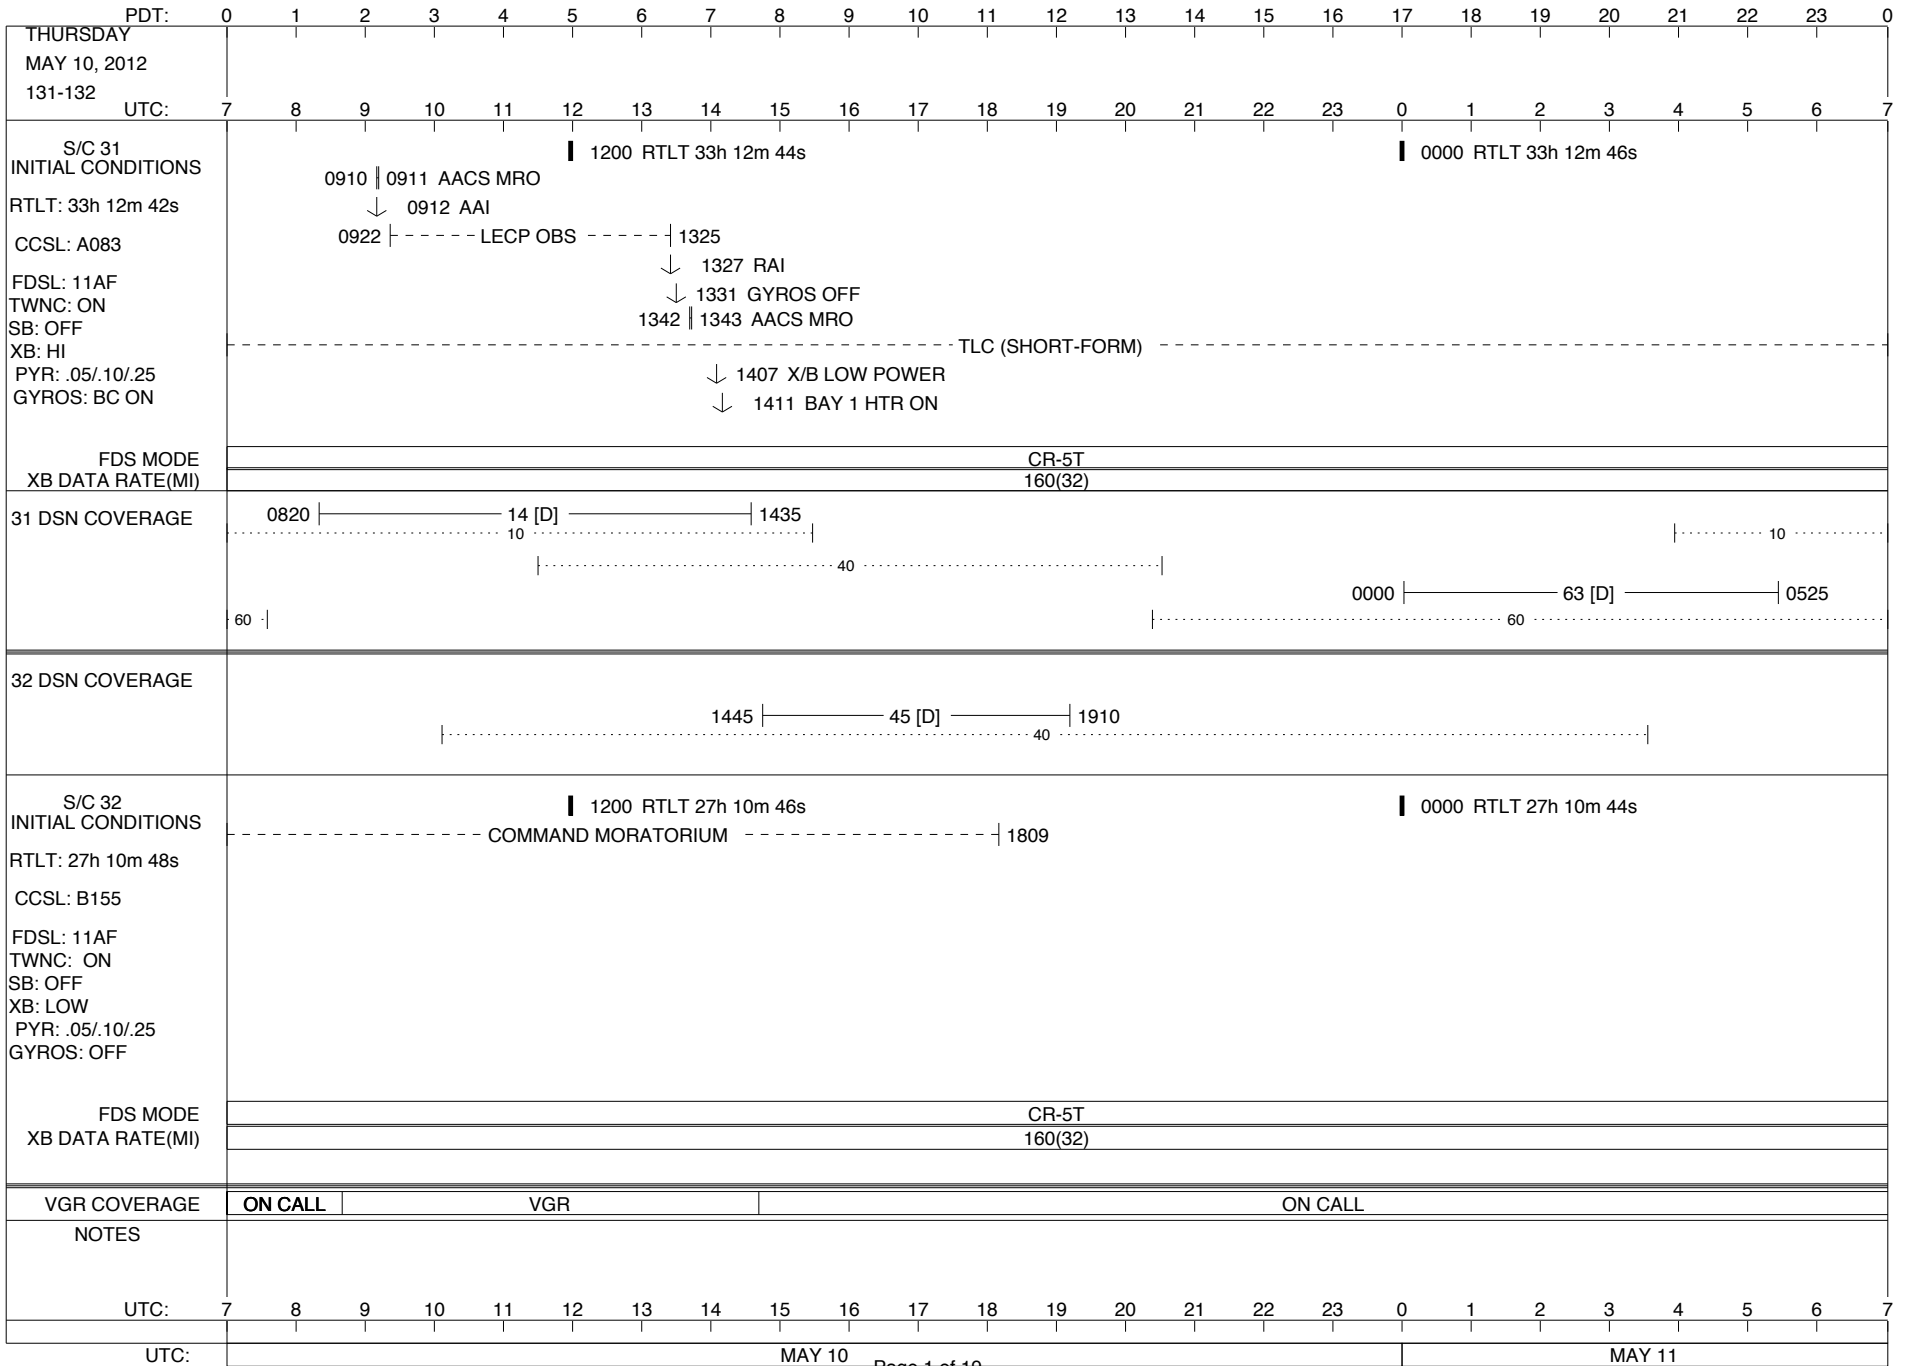 PDT: 0 1 2 3 4 5 6 7 8 9 10 11 12 13 14 15 16 17 18 19 20 21 22 23 0
THURSDAY
MAY 10, 2012
131-132
UTC: 7 8 9 10 11 12 13 14 15 16 17 18 19 20 21 22 23 0 1 2 3 4 5 6 7
S/C 31
INITIAL CONDITIONS
RTLT: 33h 12m 42s
CCSL: A083
FDSL: 11AF
TWNC: ON
SB: OFF
XB: HI
PYR: .05/.10/.25
GYROS: BC ON
1200 RTLT 33h 12m 44s
0000 RTLT 33h 12m 46s
0910 0911 AACS MRO
0912 AAI
0922 LECP OBS 1325
1327 RAI
1331 GYROS OFF
1342 1343 AACS MRO
TLC (SHORT-FORM)
1407 X/B LOW POWER
1411 BAY 1 HTR ON
FDS MODE CR-5T
XB DATA RATE(MI) 160(32)
31 DSN COVERAGE
0820 14 [D] 1435
10 10
40
0000 63 [D] 0525
60 60
32 DSN COVERAGE
1445 45 [D] 1910
40
S/C 32
INITIAL CONDITIONS
RTLT: 27h 10m 48s
CCSL: B155
FDSL: 11AF
TWNC: ON
SB: OFF
XB: LOW
PYR: .05/.10/.25
GYROS: OFF
1200 RTLT 27h 10m 46s
0000 RTLT 27h 10m 44s
COMMAND MORATORIUM 1809
FDS MODE CR-5T
XB DATA RATE(MI) 160(32)
VGR COVERAGE ON CALL VGR ON CALL
NOTES
UTC: 7 8 9 10 11 12 13 14 15 16 17 18 19 20 21 22 23 0 1 2 3 4 5 6 7
UTC: MAY 10 MAY 11
Page 1 of 19